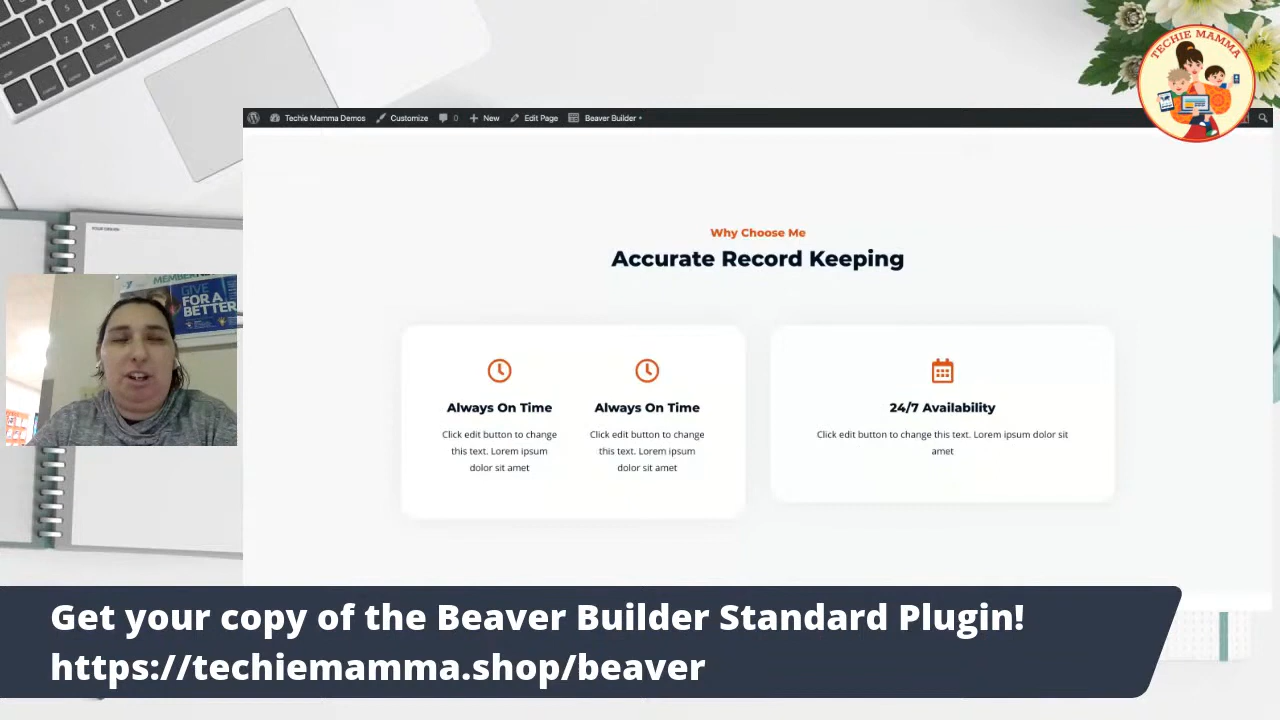 TECHIE MAMMA
Techie Mamma Demos Customize 0 New Edit Page Beaver Builder
Why Choose Me
Accurate Record Keeping
Always On Time
Click edit button to change
this text. Lorem ipsum
dolor sit amet
Always On Time
Click edit button to change
this text. Lorem ipsum
dolor sit amet
24/7 Availability
Click edit button to change this text. Lorem ipsum dolor sit
amet
GIVE
FOR A
BETTER
Get your copy of the Beaver Builder Standard Plugin!
https://techiemamma.shop/beaver